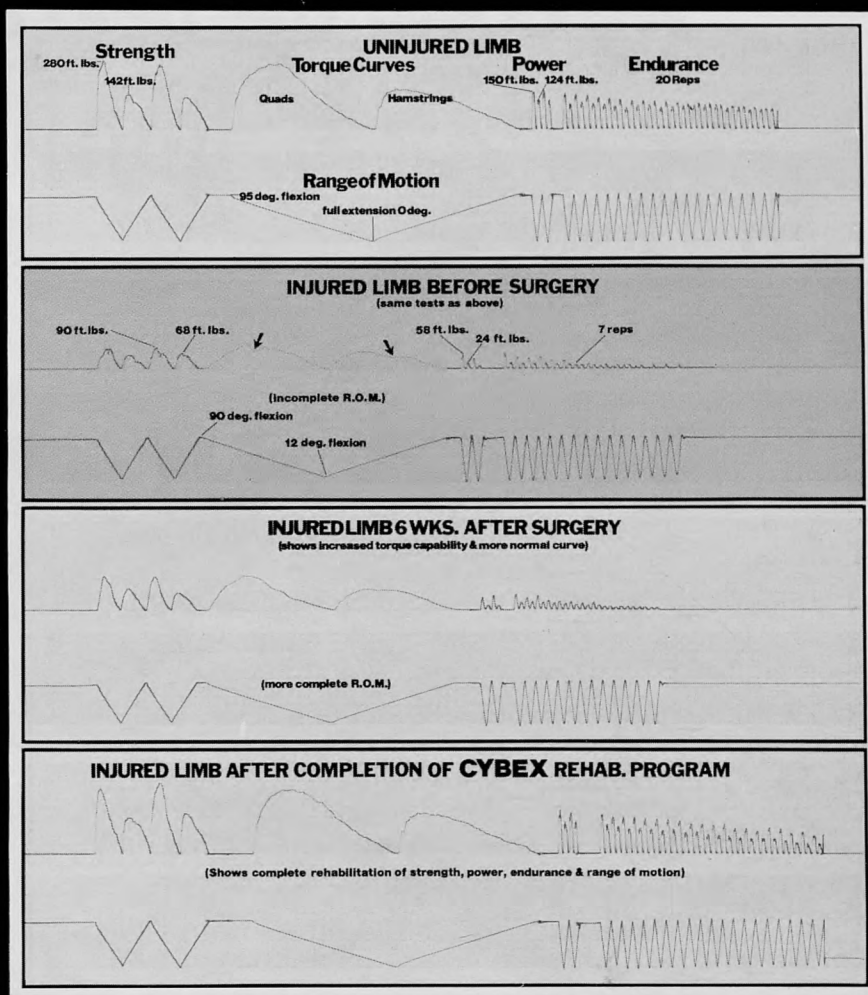 UNINJURED LIMB
Strength
Torque Curves
Power
Endurance
280 ft. lbs.
142 ft. lbs.
150 ft. lbs.
124 ft. lbs.
20 Reps
Quads
Hamstrings
Range of Motion
95 deg. flexion
full extension 0 deg.
INJURED LIMB BEFORE SURGERY
(same tests as above)
90 ft. lbs.
68 ft. lbs.
58 ft. lbs.
24 ft. lbs.
7 reps
(incomplete R.O.M.)
90 deg. flexion
12 deg. flexion
INJURED LIMB 6 WKS. AFTER SURGERY
(shows increased torque capability & more normal curve)
(more complete R.O.M.)
INJURED LIMB AFTER COMPLETION OF CYBEX REHAB. PROGRAM
(Shows complete rehabilitation of strength, power, endurance & range of motion)